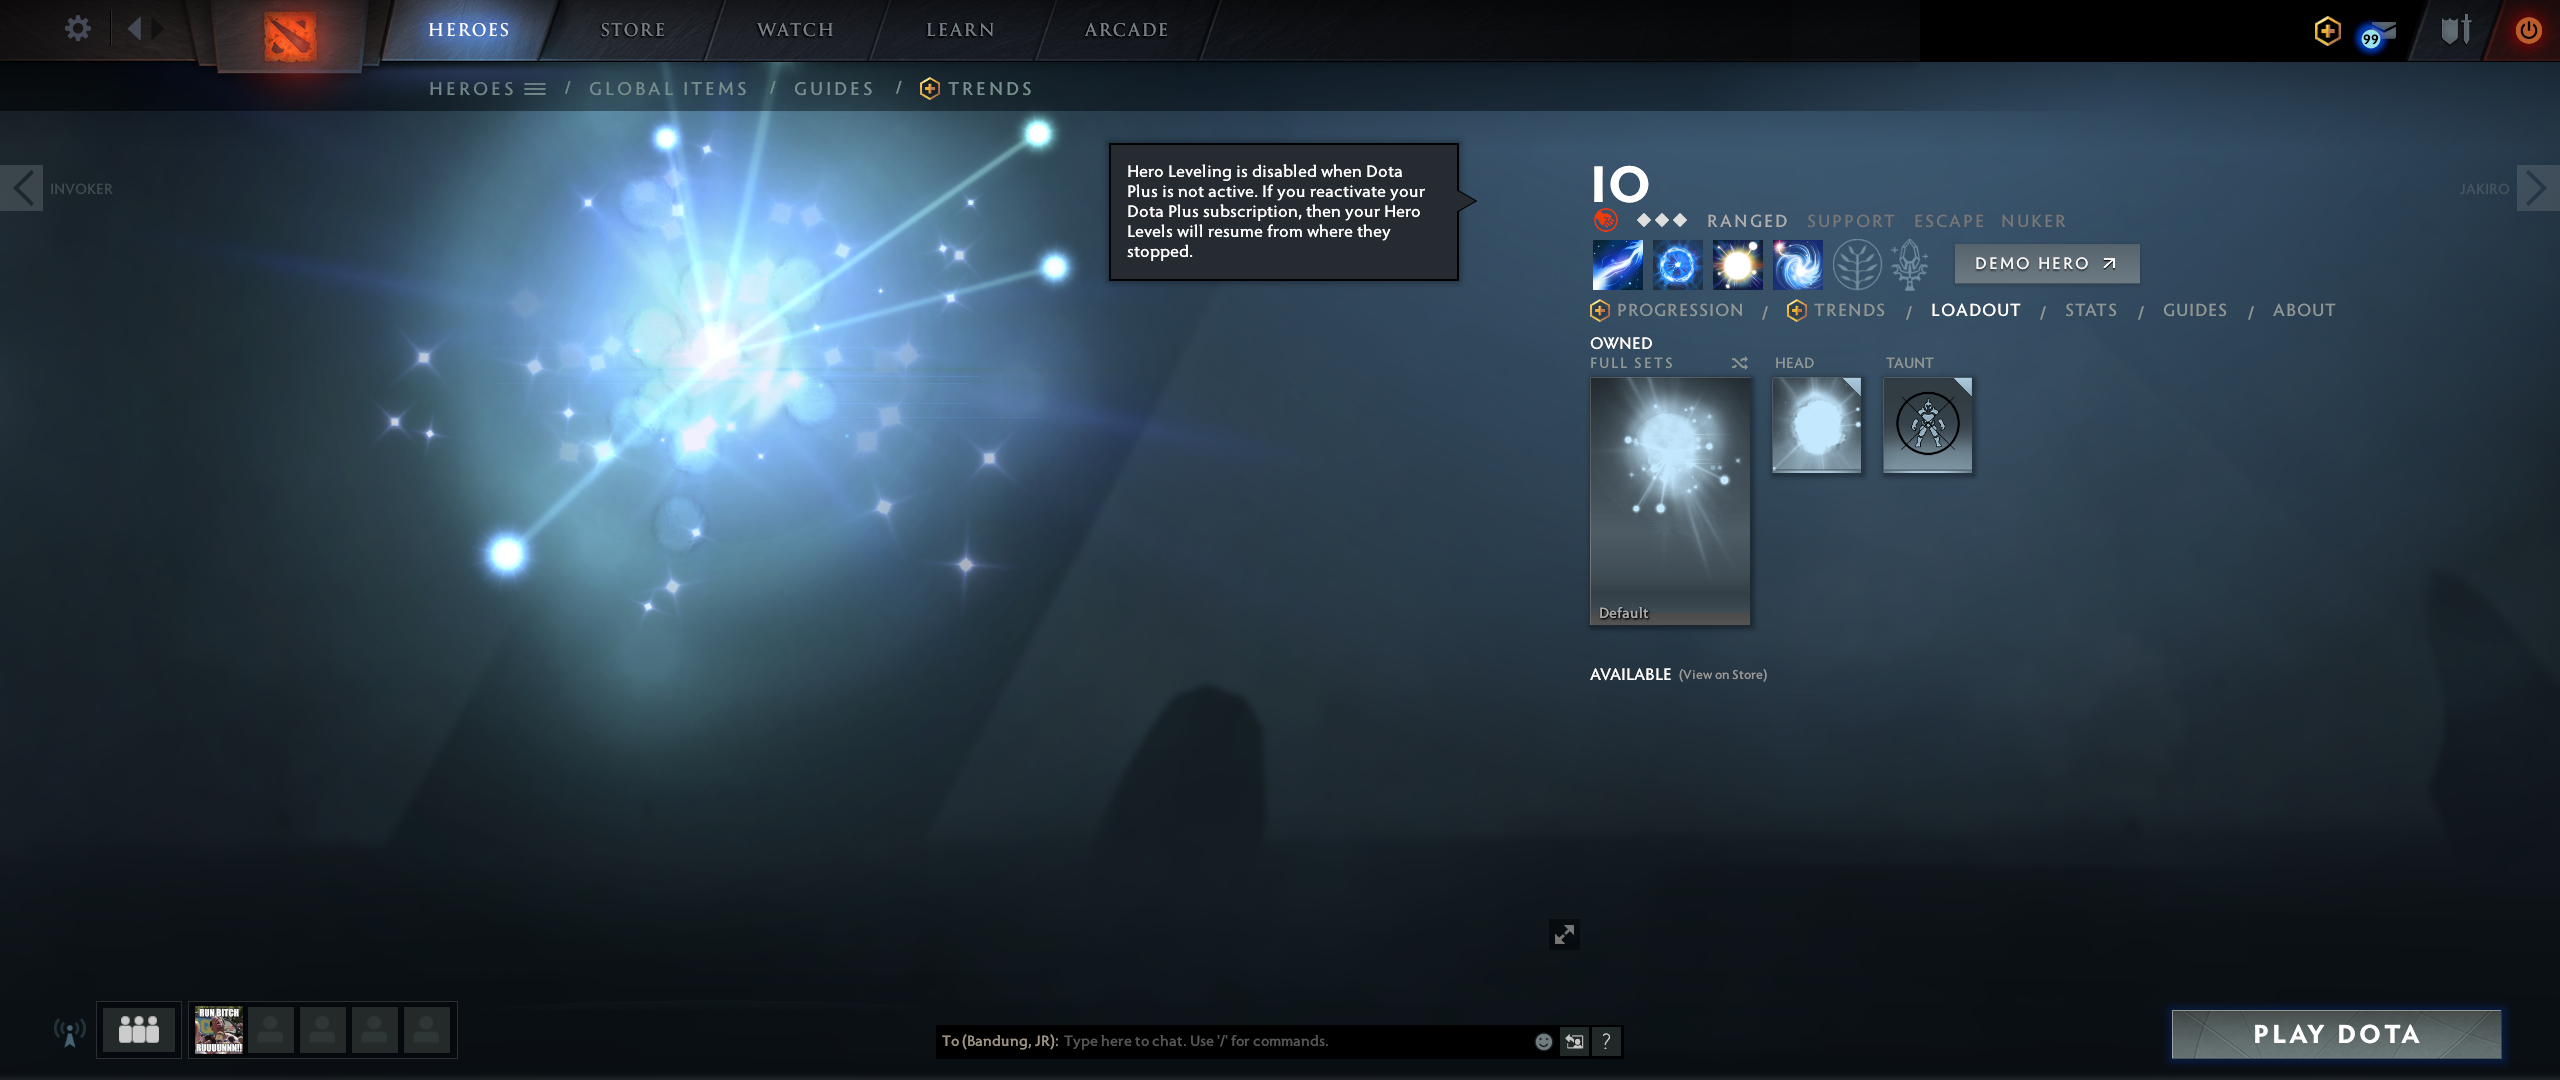 HEROES
STORE
WATCH
LEARN
ARCADE
99
HEROES / GLOBAL ITEMS / GUIDES / TRENDS
INVOKER
Hero Leveling is disabled when Dota
Plus is not active. If you reactivate your
Dota Plus subscription, then your Hero
Levels will resume from where they
stopped.
IO
JAKIRO
RANGED SUPPORT ESCAPE NUKER
DEMO HERO
PROGRESSION / TRENDS / LOADOUT / STATS / GUIDES / ABOUT
OWNED
FULL SETS
HEAD
TAUNT
Default
AVAILABLE (View on Store)
RUN BITCH
RUUUUNNN!!
To (Bandung, JR): Type here to chat. Use '/' for commands.
?
PLAY DOTA